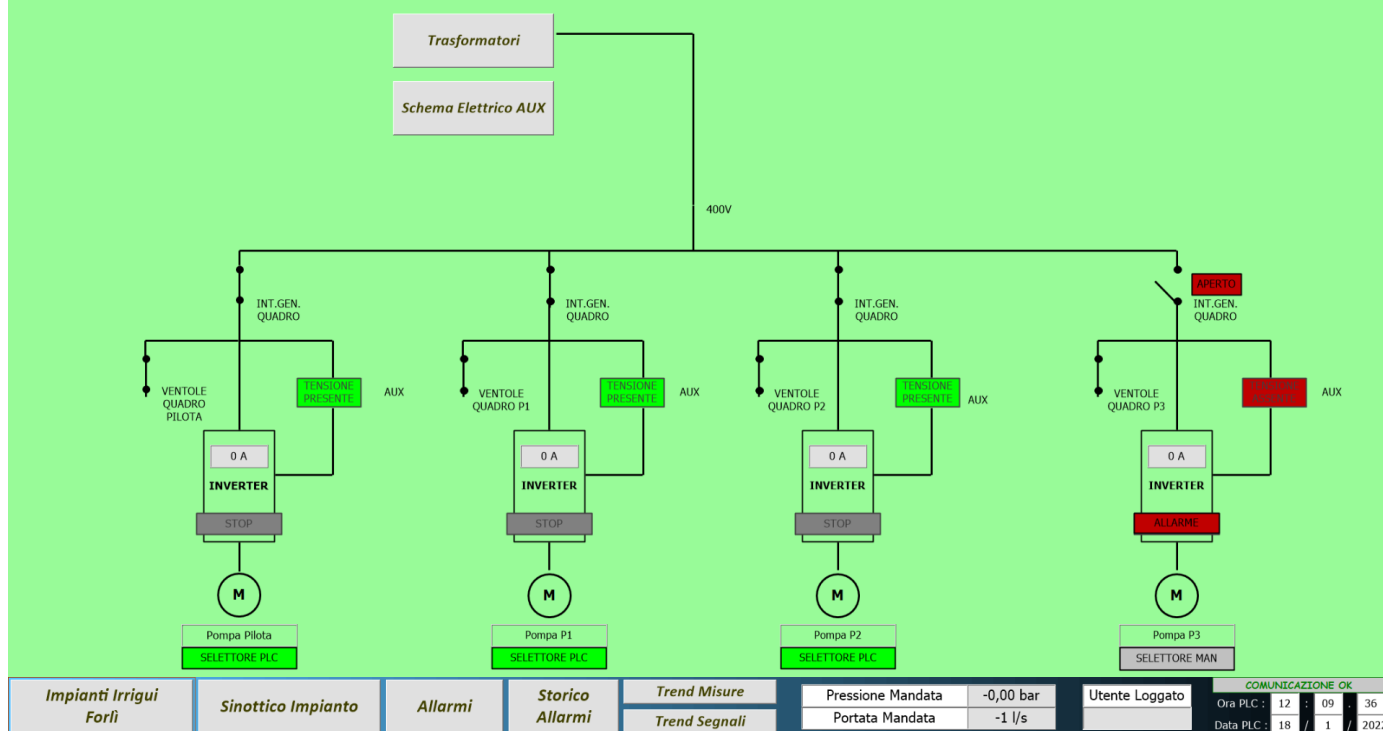 Trasformatori
Schema Elettrico AUX
400V
INT.GEN.
QUADRO
INT.GEN.
QUADRO
INT.GEN.
QUADRO
APERTO
INT.GEN.
QUADRO
VENTOLE
QUADRO
PILOTA
TENSIONE
PRESENTE
AUX
VENTOLE
QUADRO P1
TENSIONE
PRESENTE
AUX
VENTOLE
QUADRO P2
TENSIONE
PRESENTE
AUX
VENTOLE
QUADRO P3
TENSIONE
AUX
0 A
INVERTER
STOP
M
Pompa Pilota
SELETTORE PLC
0 A
INVERTER
STOP
M
Pompa P1
SELETTORE PLC
0 A
INVERTER
STOP
M
Pompa P2
SELETTORE PLC
0 A
INVERTER
ALLARME
M
Pompa P3
SELETTORE MAN
Impianti Irrigui
Forlì
Sinottico Impianto
Allarmi
Storico
Allarmi
Trend Misure
Trend Segnali
Pressione Mandata -0,00 bar
Portata Mandata -1 l/s
Utente Loggato
COMUNICAZIONE OK
Ora PLC : 12 : 09 . 36
Data PLC : 18 / 1 / 2022